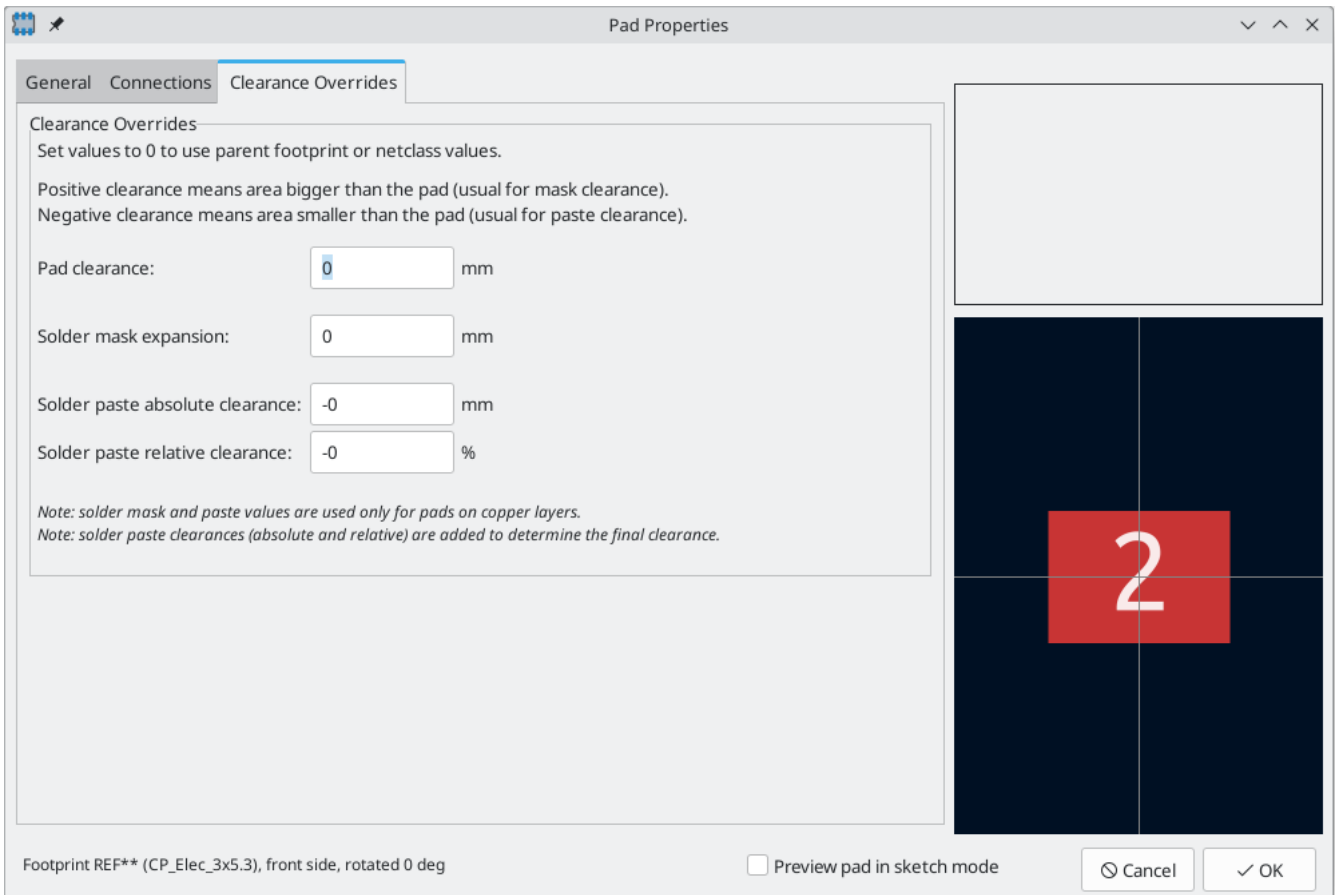 Pad Properties
General
Connections
Clearance Overrides
Clearance Overrides
Set values to 0 to use parent footprint or netclass values.
Positive clearance means area bigger than the pad (usual for mask clearance).
Negative clearance means area smaller than the pad (usual for paste clearance).
Pad clearance: 0 mm
Solder mask expansion: 0 mm
Solder paste absolute clearance: -0 mm
Solder paste relative clearance: -0 %
Note: solder mask and paste values are used only for pads on copper layers.
Note: solder paste clearances (absolute and relative) are added to determine the final clearance.
2
Footprint REF** (CP_Elec_3x5.3), front side, rotated 0 deg
Preview pad in sketch mode
Cancel
OK